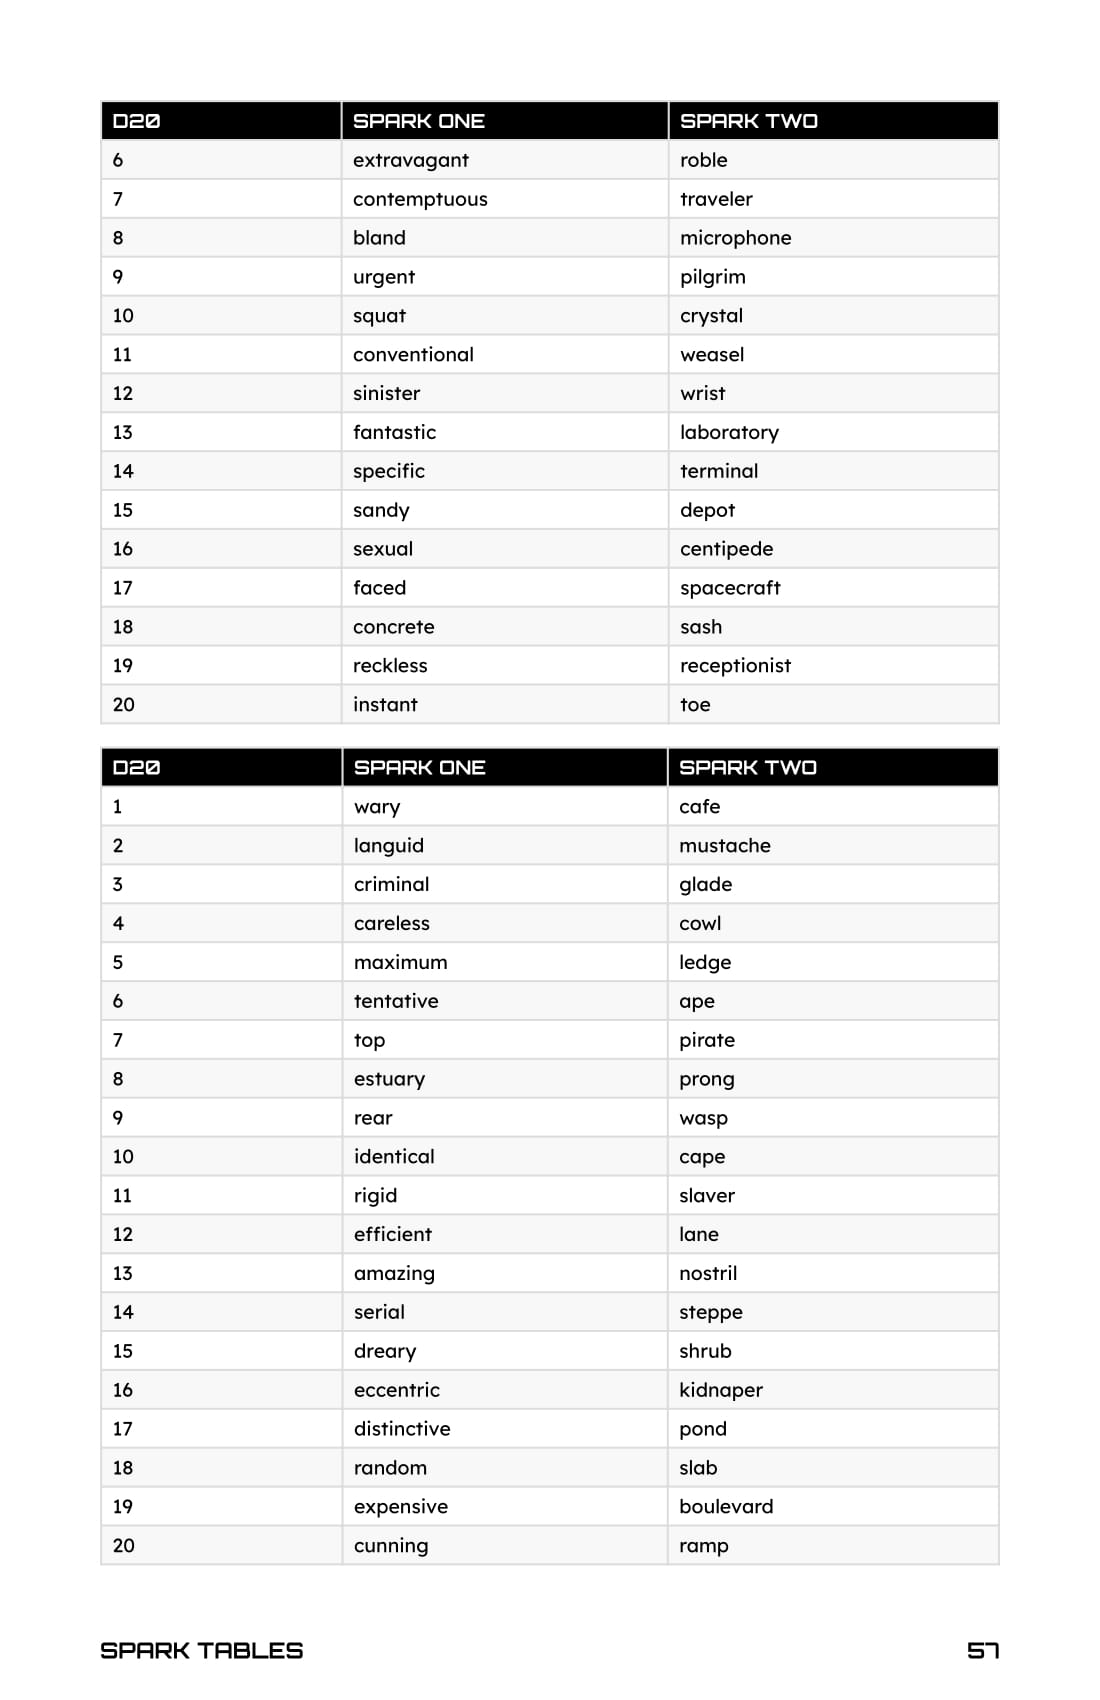 D20 SPARK ONE SPARK TWO
6 extravagant roble
7 contemptuous traveler
8 bland microphone
9 urgent pilgrim
10 squat crystal
11 conventional weasel
12 sinister wrist
13 fantastic laboratory
14 specific terminal
15 sandy depot
16 sexual centipede
17 faced spacecraft
18 concrete sash
19 reckless receptionist
20 instant toe
D20 SPARK ONE SPARK TWO
1 wary cafe
2 languid mustache
3 criminal glade
4 careless cowl
5 maximum ledge
6 tentative ape
7 top pirate
8 estuary prong
9 rear wasp
10 identical cape
11 rigid slaver
12 efficient lane
13 amazing nostril
14 serial steppe
15 dreary shrub
16 eccentric kidnaper
17 distinctive pond
18 random slab
19 expensive boulevard
20 cunning ramp
SPARK TABLES 57